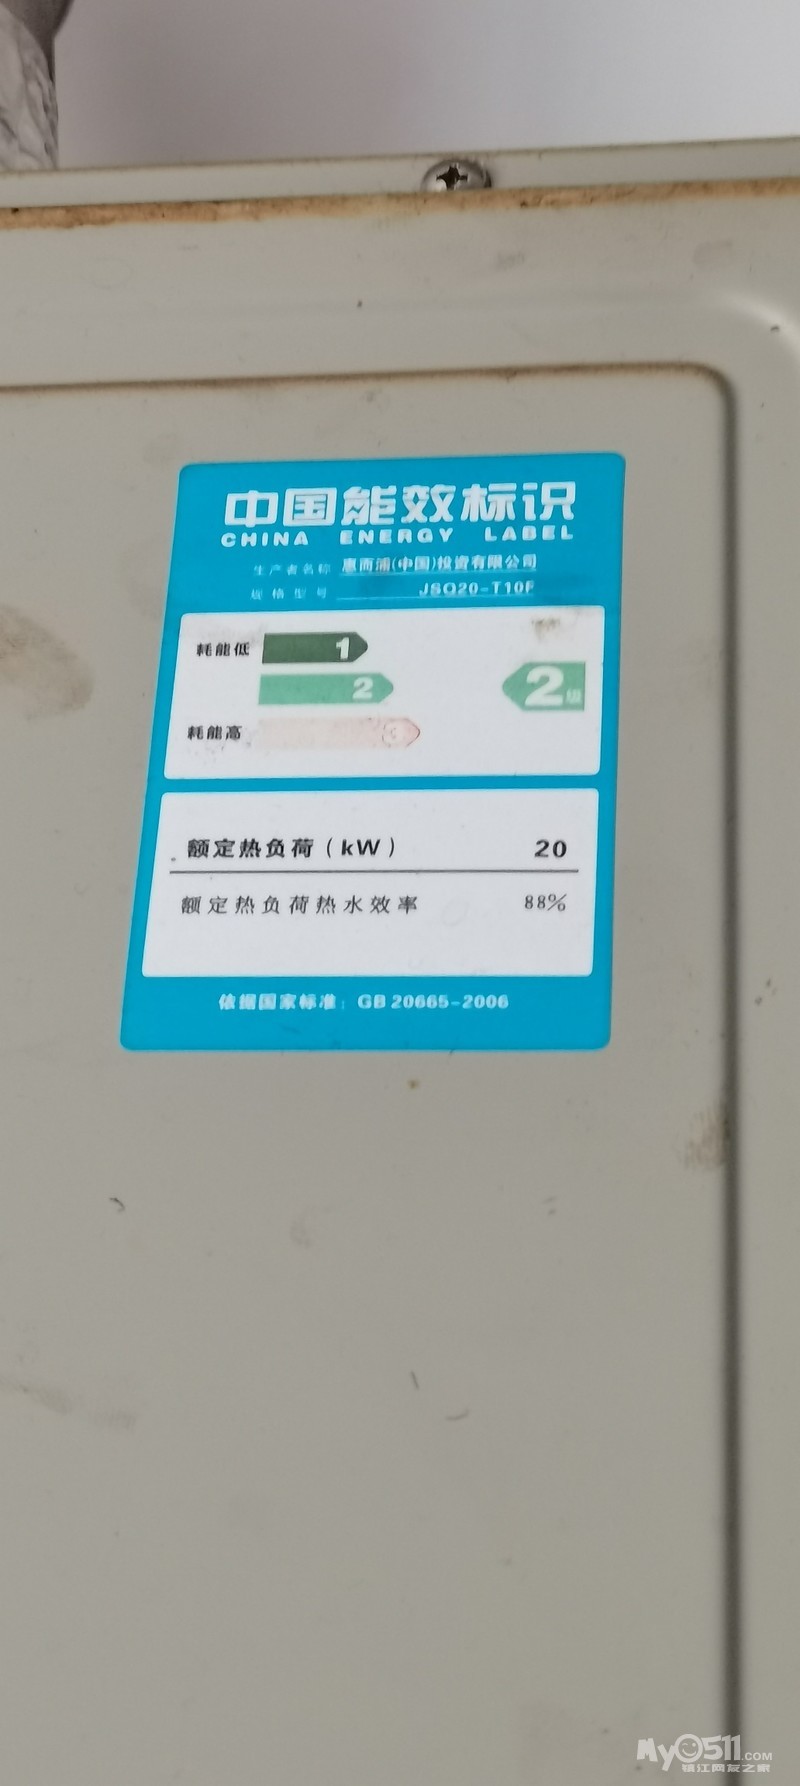 中国能效标识
CHINA ENERGY LABEL
生产者名称 惠而浦(中国)投资有限公司
规格型号 JSQ20-T10F
耗能低 1
2 2级
耗能高 3
额定热负荷(kW) 20
额定热负荷热水效率 88%
依据国家标准: GB 20665-2006
MyO511.COM
镇江网友之家